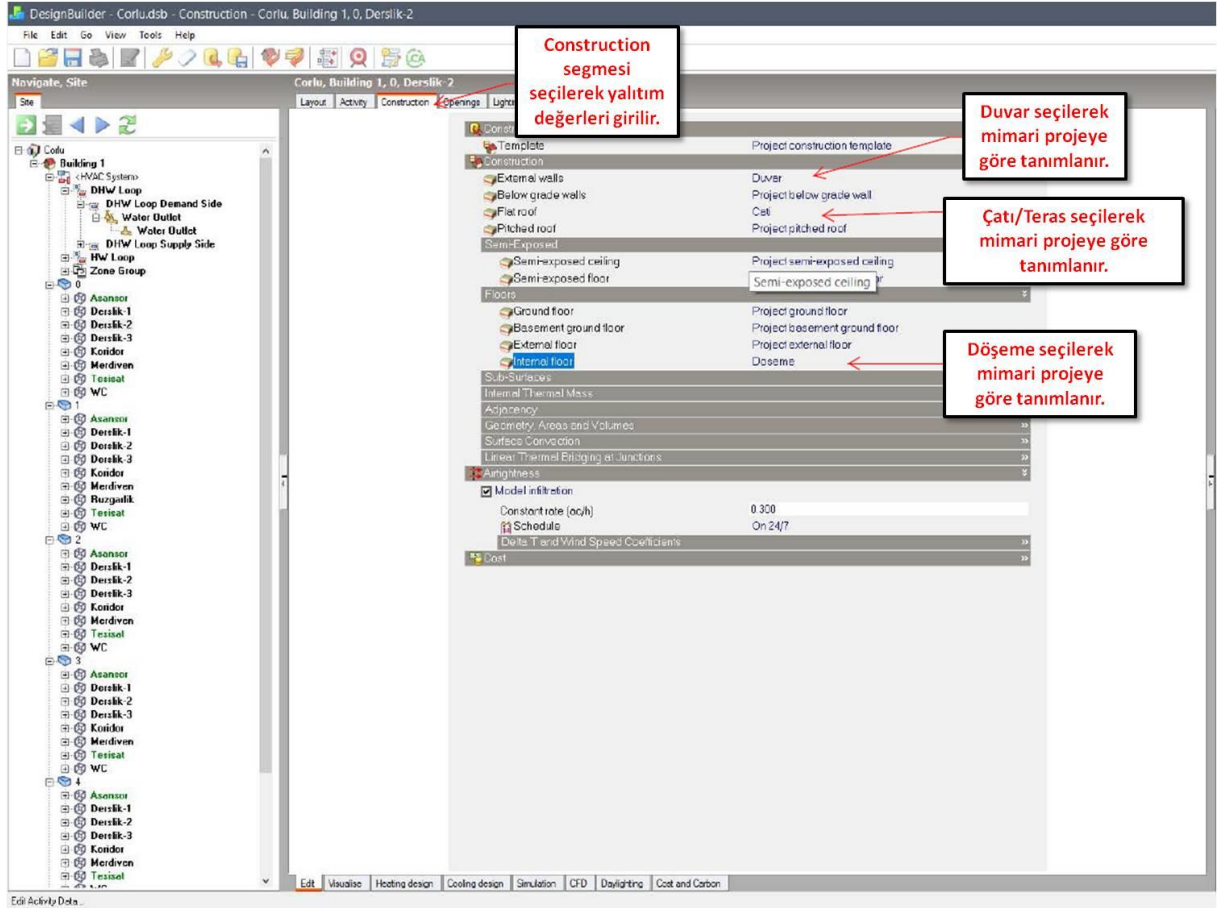 DesignBuilder - Corlu.dsb - Construction - Corlu, Building 1, 0, Derslik-2
File Edit Go View Tools Help
Navigate, Site
Site
Corlu
Building 1
<HVAC System>
DHW Loop
DHW Loop Demand Side
Water Outlet
Water Outlet
DHW Loop Supply Side
HW Loop
Zone Group
0
Asansor
Derslik-1
Derslik-2
Derslik-3
Koridor
Merdiven
Tesisat
WC
1
Asansor
Derslik-1
Derslik-2
Derslik-3
Koridor
Merdiven
Ruzgarlik
Tesisat
WC
2
Asansor
Derslik-1
Derslik-2
Derslik-3
Koridor
Merdiven
Tesisat
WC
3
Asansor
Derslik-1
Derslik-2
Derslik-3
Koridor
Merdiven
Tesisat
WC
4
Asansor
Derslik-1
Derslik-2
Derslik-3
Koridor
Merdiven
Tesisat
Corlu, Building 1, 0, Derslik-2
Layout Activity Construction Openings
Construction
segmesi
seçilerek yalıtım
değerleri girilir.
Template Project construction template
Construction
External walls Duvar
Below grade walls Project below grade wall
Flat roof Cati
Pitched roof Project pitched roof
Semi-Exposed
Semi-exposed ceiling Project semi-exposed ceiling
Semi-exposed floor
Semi-exposed ceiling
Floors
Ground floor Project ground floor
Basement ground floor Project basement ground floor
External floor Project external floor
Internal floor Doseme
Sub-Surfaces
Internal Thermal Mass
Adjacency
Geometry, Areas and Volumes
Surface Convection
Linear Thermal Bridging at Junctions
Airtightness
Model infiltration
Constant rate (ac/h) 0.300
Schedule On 24/7
Delta T and Wind Speed Coefficients
Cost
Duvar seçilerek
mimari projeye
göre tanımlanır.
Çatı/Teras seçilerek
mimari projeye göre
tanımlanır.
Döşeme seçilerek
mimari projeye
göre tanımlanır.
Edit Visualise Heating design Cooling design Simulation CFD Daylighting Cost and Carbon
Edit Activity Data...